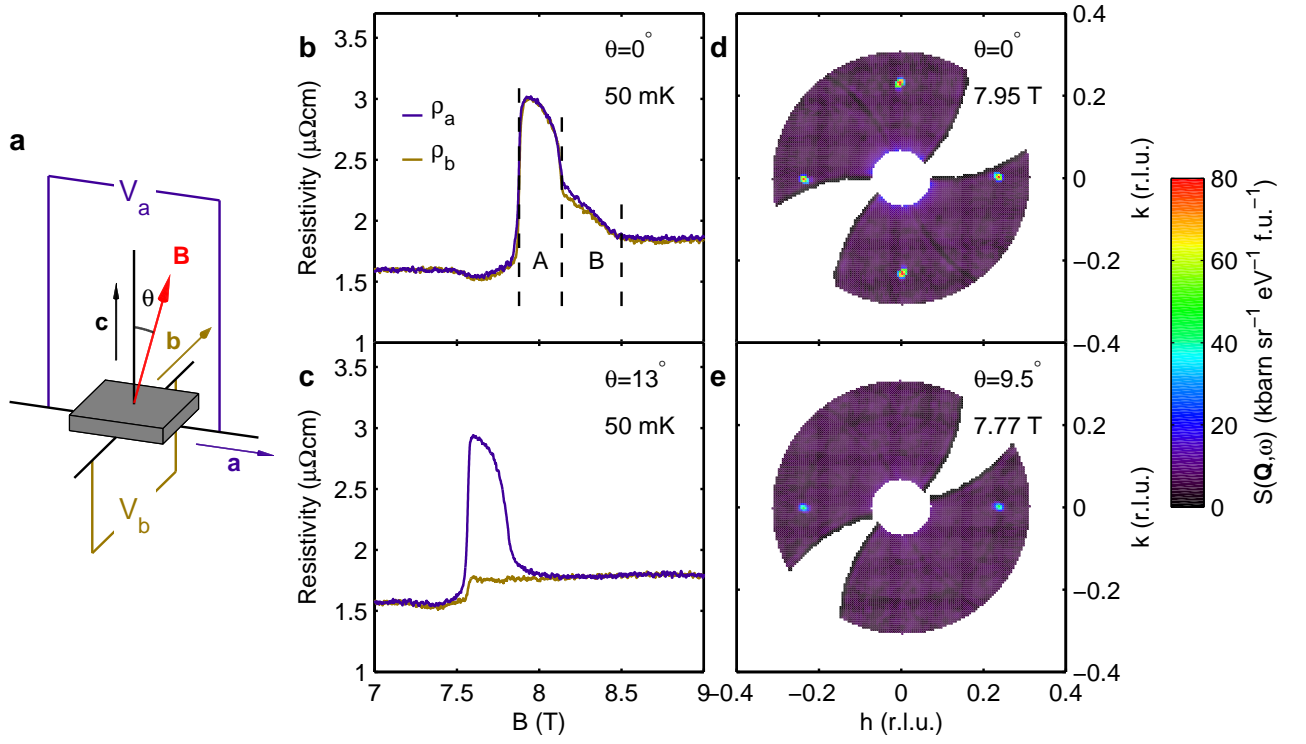 a
V_a
B
θ
c
b
a
V_b
b
θ=0°
50 mK
ρ_a
ρ_b
A
B
Resistivity (μΩcm)
3.5
3
2.5
2
1.5
1
c
θ=13°
50 mK
Resistivity (μΩcm)
3.5
3
2.5
2
1.5
1
7
7.5
8
8.5
9
B (T)
d
θ=0°
7.95 T
0.4
0.2
0
−0.2
−0.4
k (r.l.u.)
e
θ=9.5°
7.77 T
0.2
0
−0.2
−0.4
k (r.l.u.)
−0.4
−0.2
0
0.2
0.4
h (r.l.u.)
80
60
40
20
0
S(Q,ω) (kbarn sr⁻¹ eV⁻¹ f.u.⁻¹)